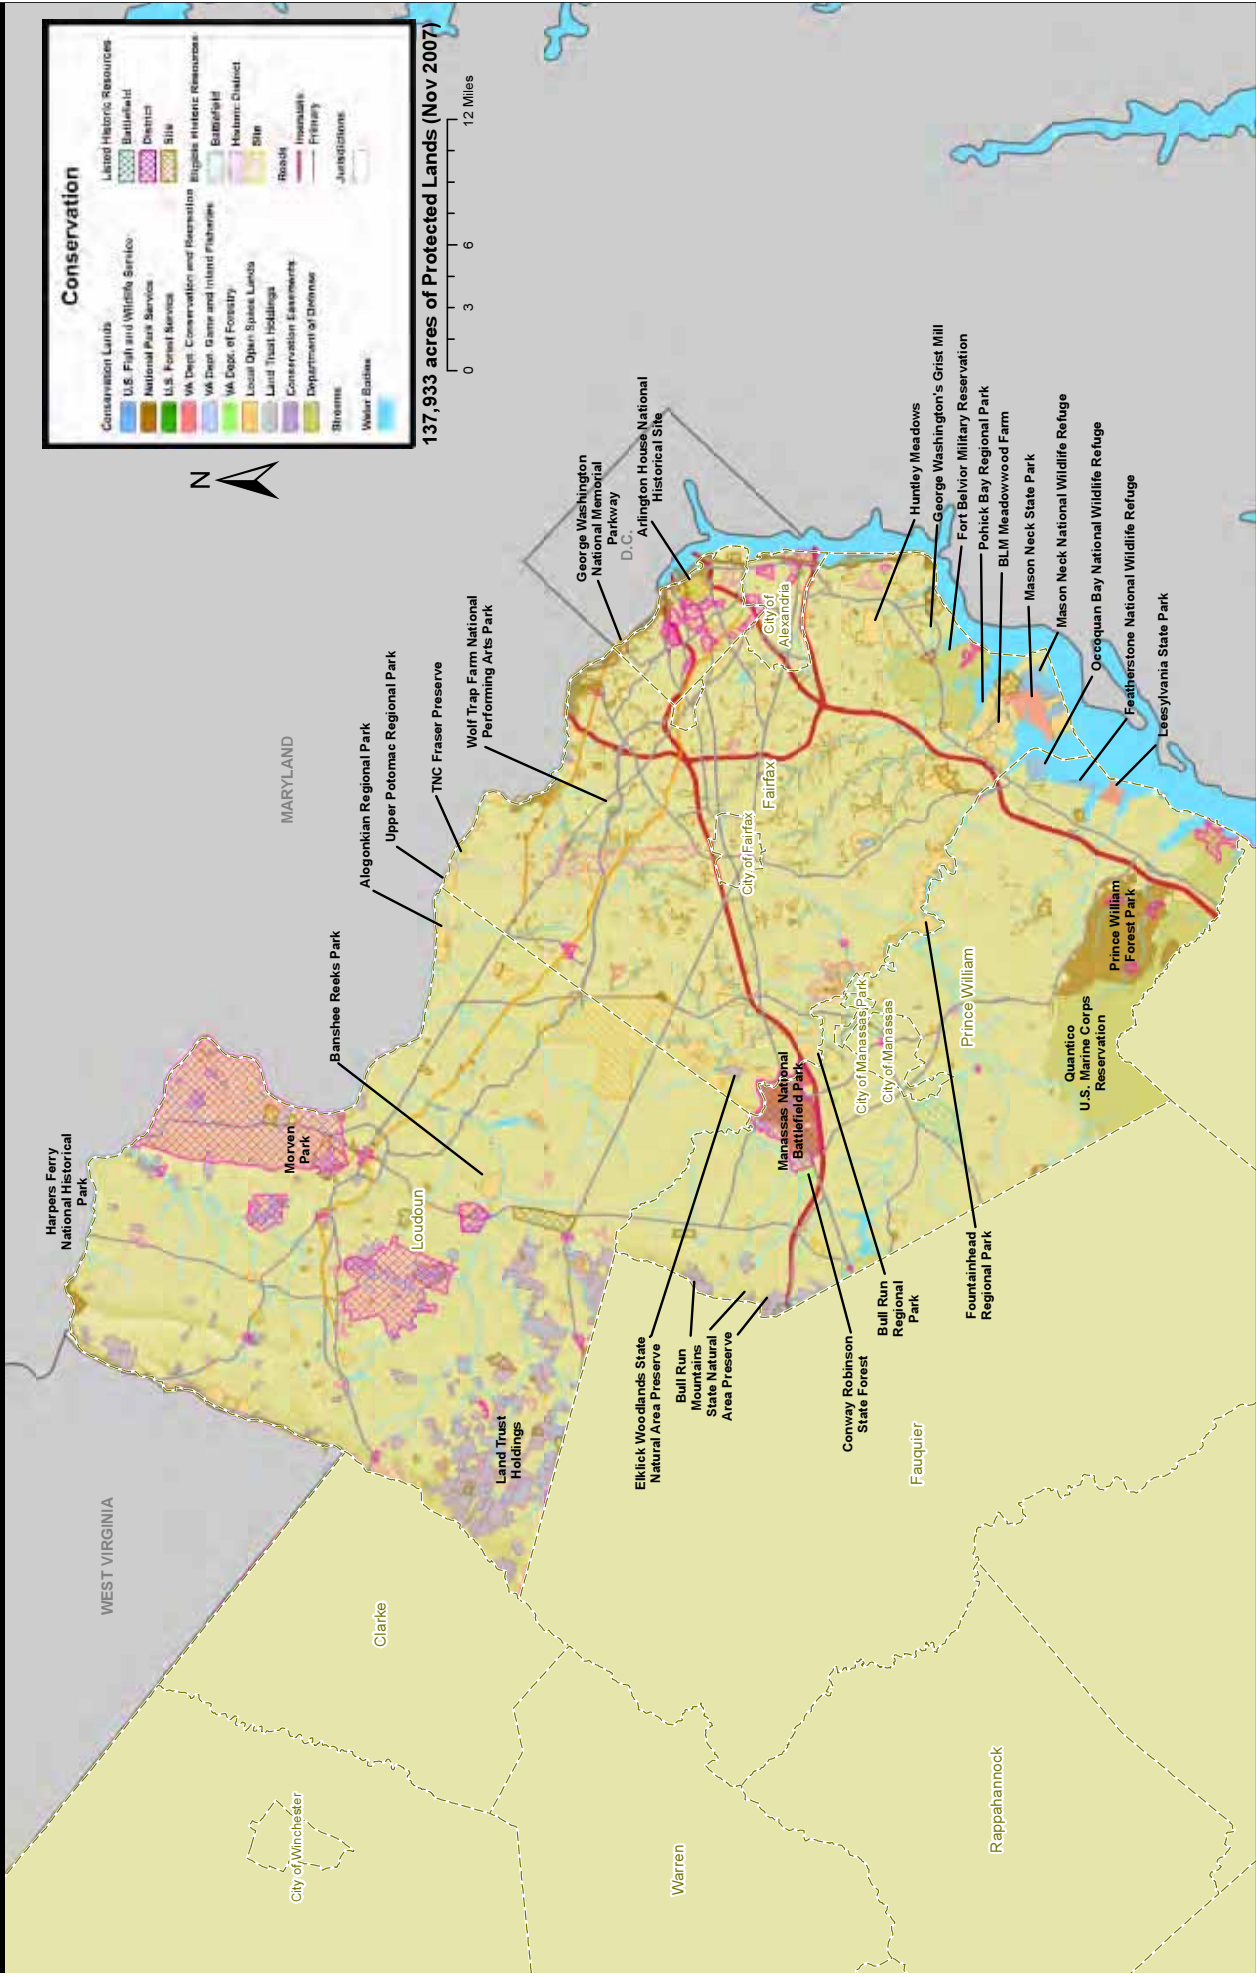 Conservation
Conservation Lands
U.S. Fish and Wildlife Service
National Park Service
U.S. Forest Service
VA Dept. Conservation and Recreation
VA Dept. Game and Inland Fisheries
VA Dept. of Forestry
Local Open Space Lands
Land Trust Holdings
Conservation Easements
Department of Defense
Streams
Water Bodies
Listed Historic Resources
Battlefield
District
Site
Eligible Historic Resources
Battlefield
Historic District
Site
Roads
Interstate
Primary
Jurisdictions
137,933 acres of Protected Lands (Nov 2007)
0
3
6
12 Miles
N
WEST VIRGINIA
MARYLAND
D.C.
Harpers Ferry
National Historical
Park
Morven
Park
Banshee Reeks Park
Alogonkian Regional Park
Upper Potomac Regional Park
TNC Fraser Preserve
Wolf Trap Farm National
Performing Arts Park
George Washington
National Memorial
Parkway
Arlington House National
Historical Site
Huntley Meadows
George Washington's Grist Mill
Fort Belvior Military Reservation
Pohick Bay Regional Park
BLM Meadowwood Farm
Mason Neck State Park
Mason Neck National Wildlife Refuge
Occoquan Bay National Wildlife Refuge
Featherstone National Wildlife Refuge
Leesylvania State Park
Loudoun
Land Trust
Holdings
City of
Alexandria
Fairfax
City of Fairfax
Manassas National
Battlefield Park
City of Manassas Park
City of Manassas
Prince William
Prince William
Forest Park
Quantico
U.S. Marine Corps
Reservation
Elklick Woodlands State
Natural Area Preserve
Bull Run
Mountains
State Natural
Area Preserve
Conway Robinson
State Forest
Bull Run
Regional
Park
Fountainhead
Regional Park
Clarke
City of Winchester
Warren
Fauquier
Rappahannock